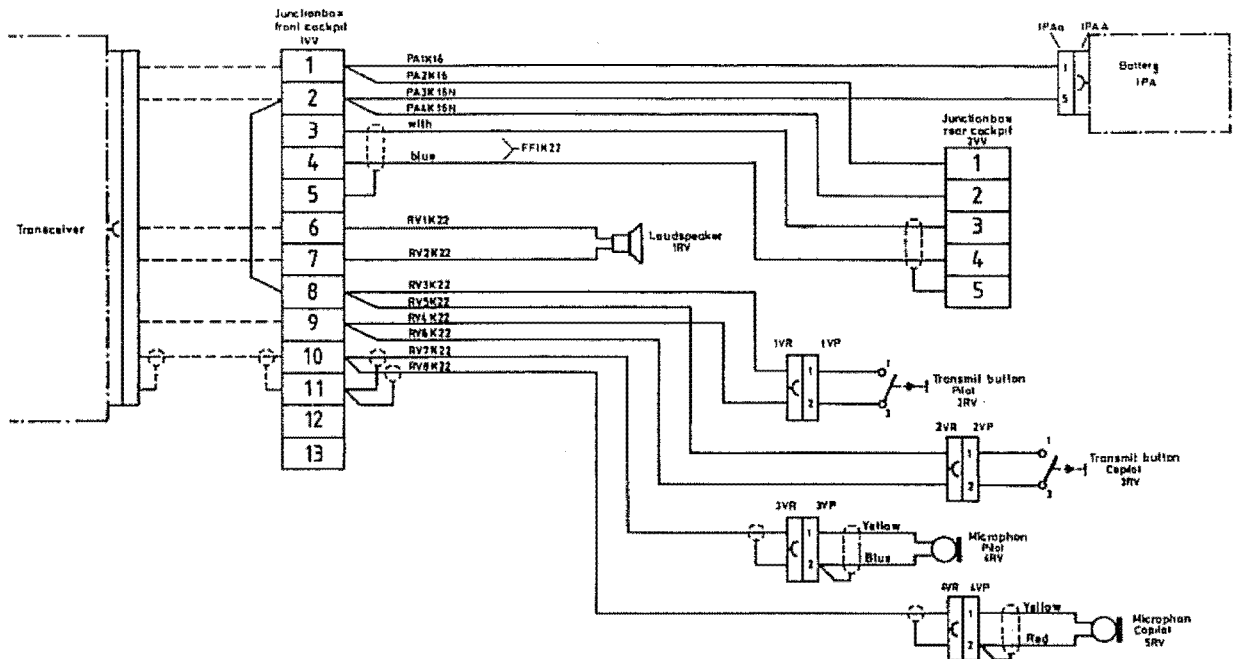 Junctionbox
front cockpit
1VV
1
2
3
4
5
6
7
8
9
10
11
12
13
Transceiver
PA1K16
PA2K16
PA3K16N
PA4K16N
with
FF1K22
blue
RV1K22
RV2K22
Loudspeaker
1RV
RV3K22
RV5K22
RV4K22
RV6K22
RV7K22
RV8K22
1PAa 1PAA
1
5
Battery
1PA
Junctionbox
rear cockpit
2VV
1
2
3
4
5
1VR 1VP
1
2
1
3
Transmit button
Pilot
2RV
2VR 2VP
1
2
1
3
Transmit button
Copilot
3RV
3VR 3VP
1
2
Yellow
Blue
Microphon
Pilot
4RV
4VR 4VP
1
2
Yellow
Red
Microphon
Copilot
5RV